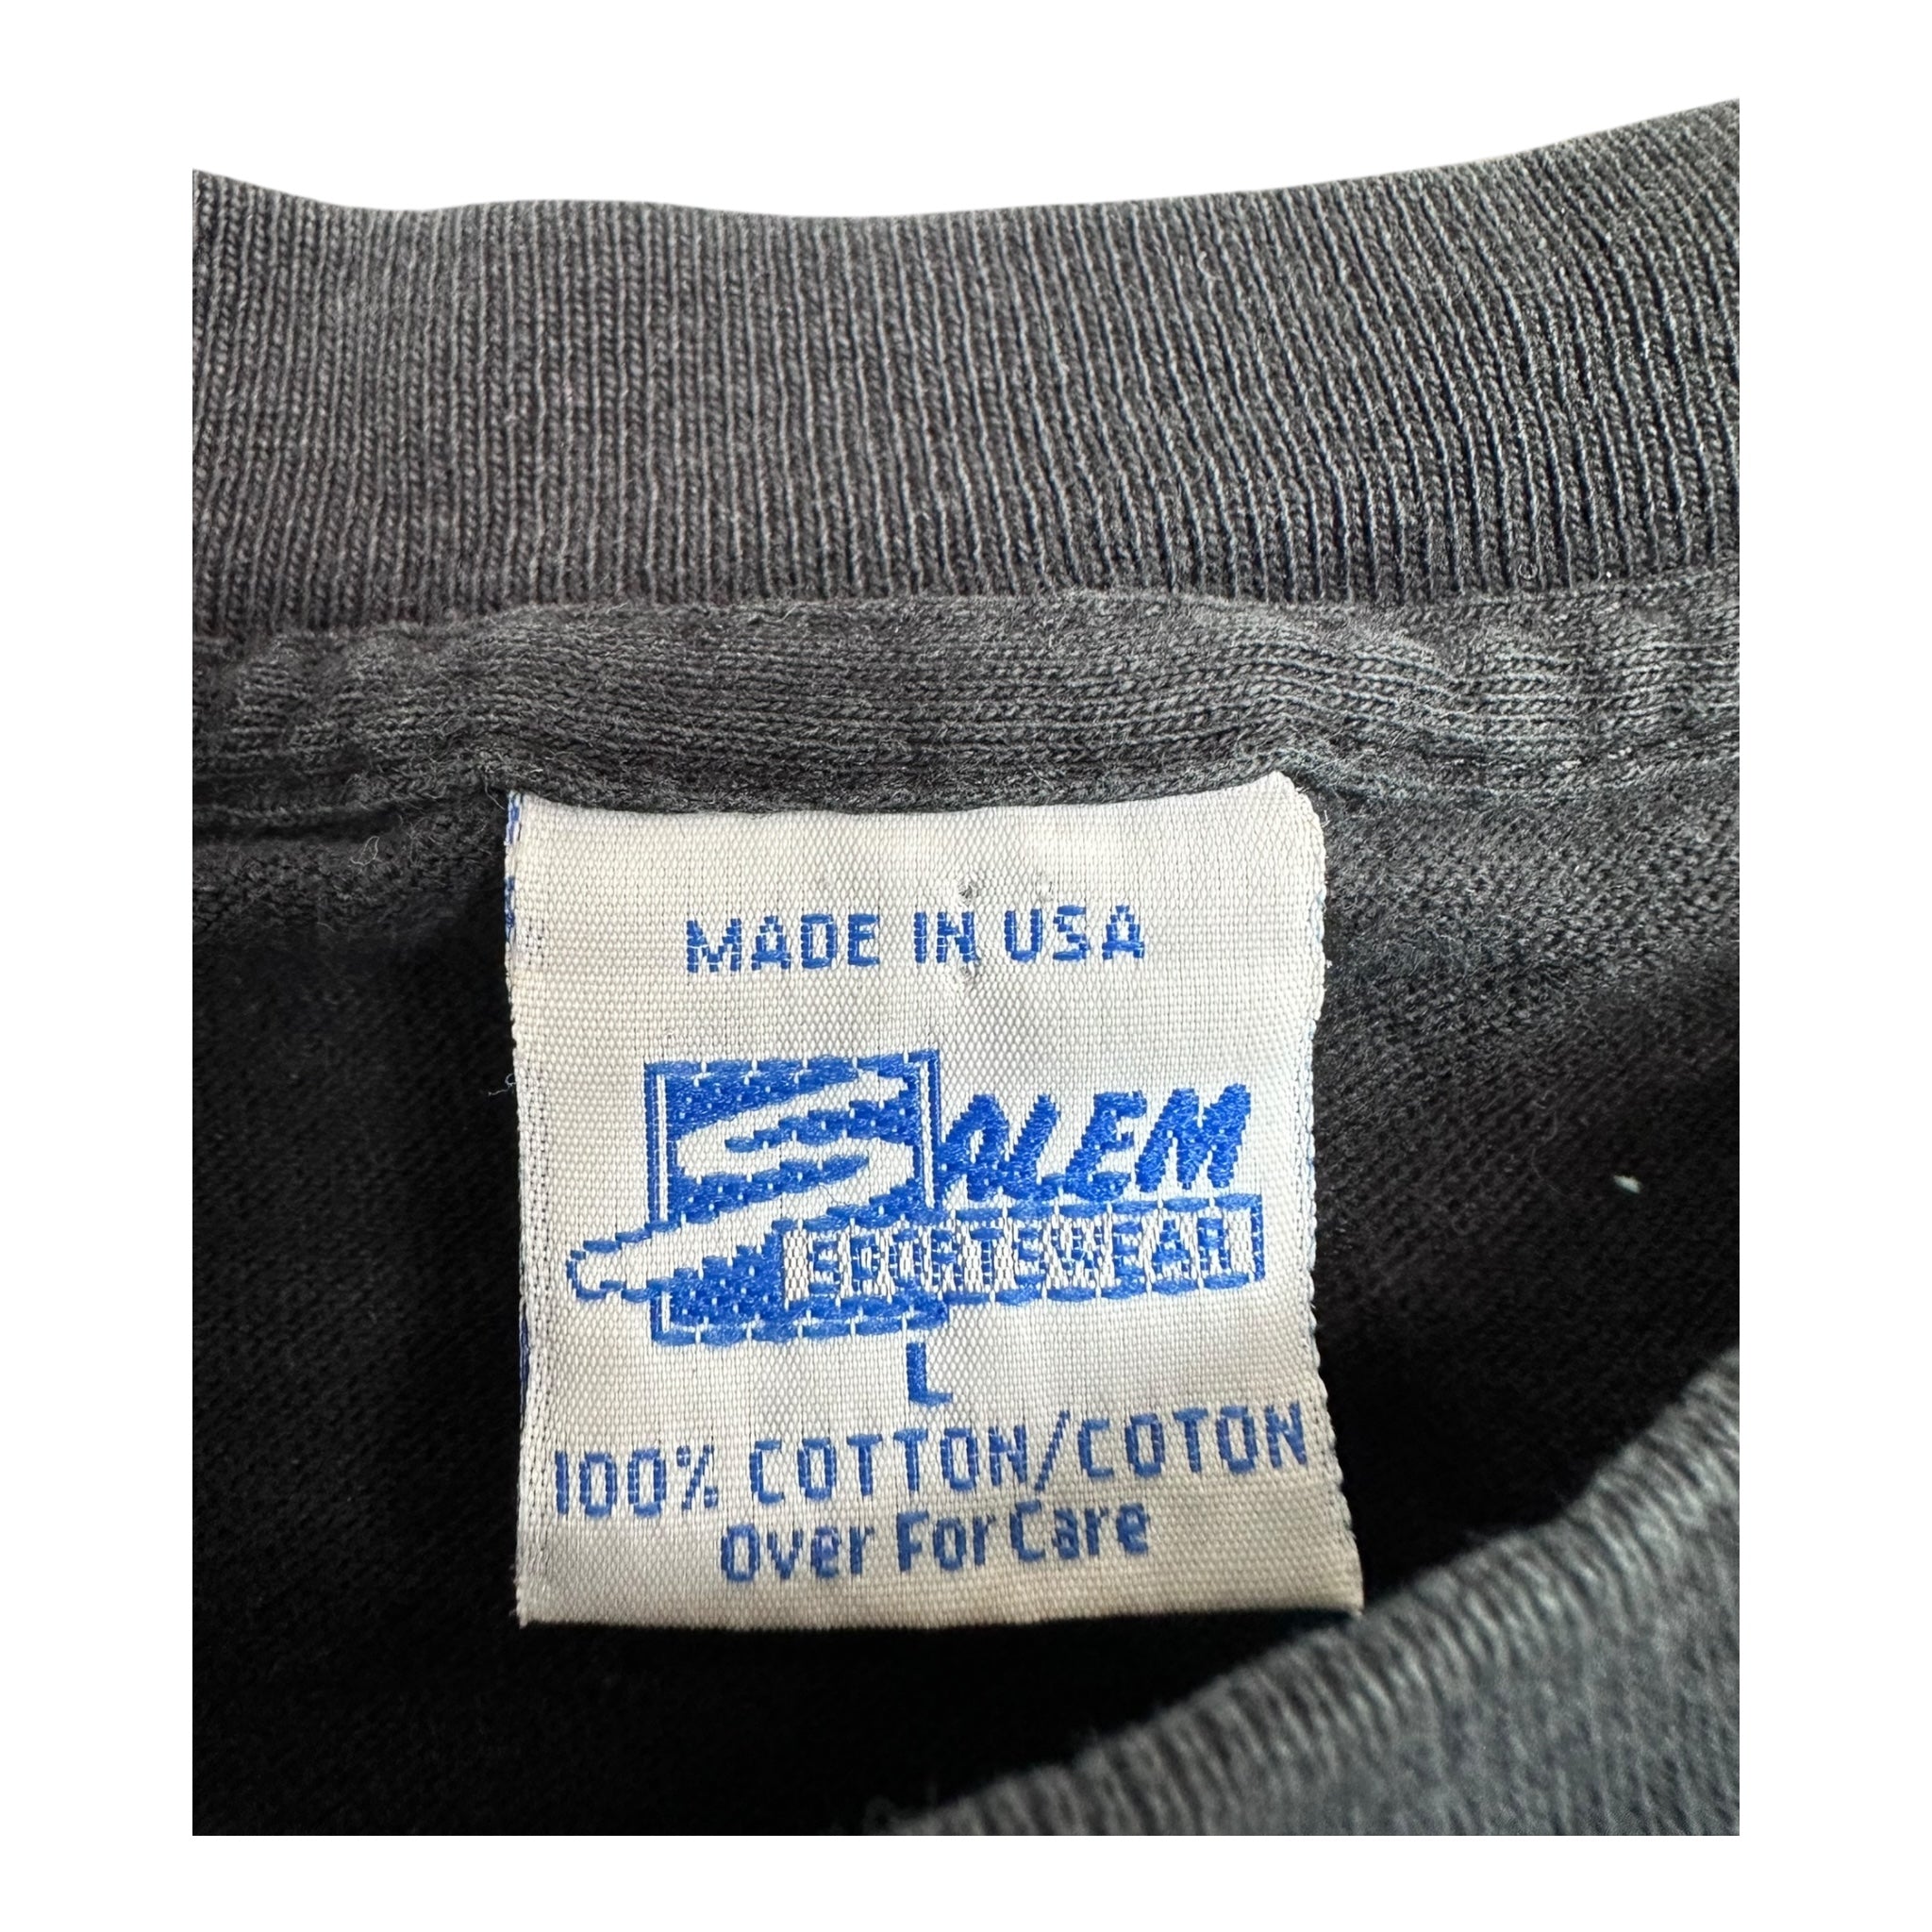 MADE IN USA
SALEM
SPORTSWEAR
L
100% COTTON/COTON
Over For Care